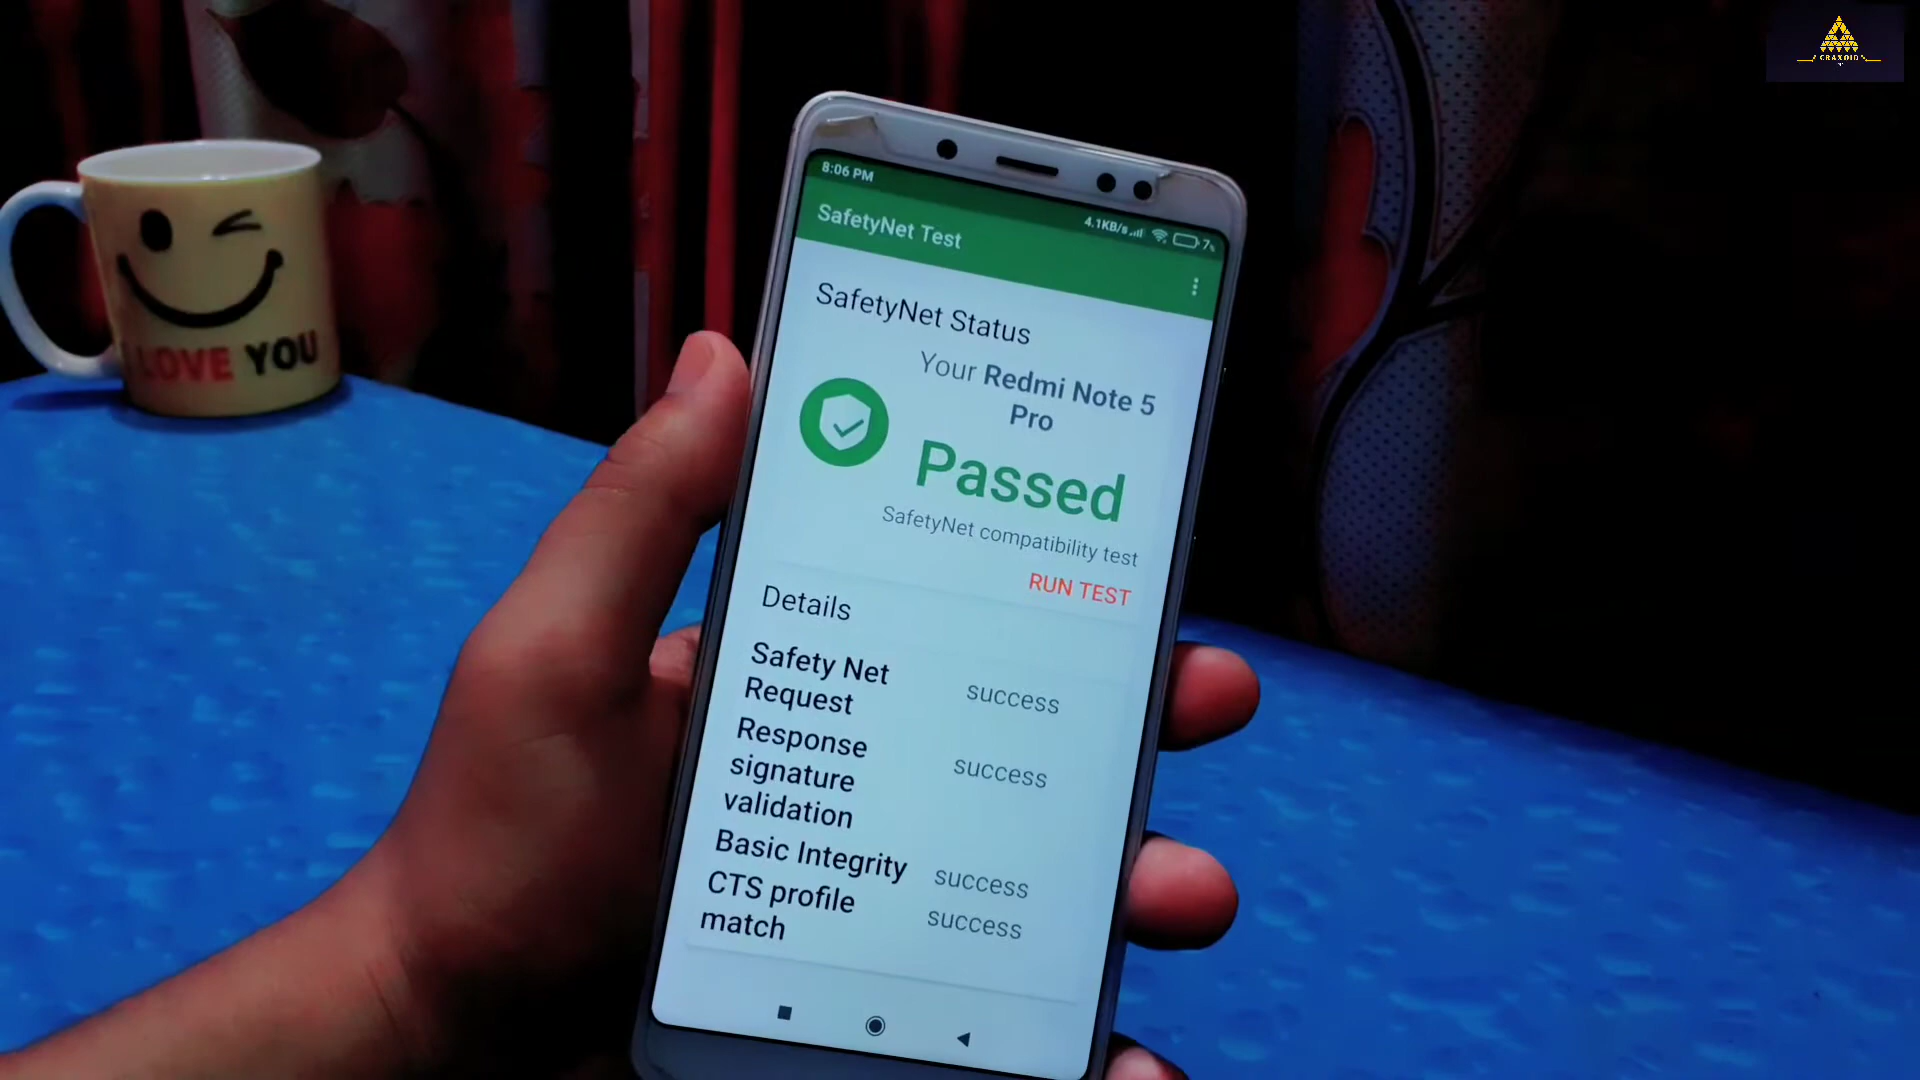 CRAXOID
8:06 PM
4.1KB/s
7%
SafetyNet Test
SafetyNet Status
Your Redmi Note 5
Pro
Passed
SafetyNet compatibility test
RUN TEST
Details
Safety Net
Request
success
Response
signature
validation
success
Basic Integrity
success
CTS profile
match
success
I LOVE YOU